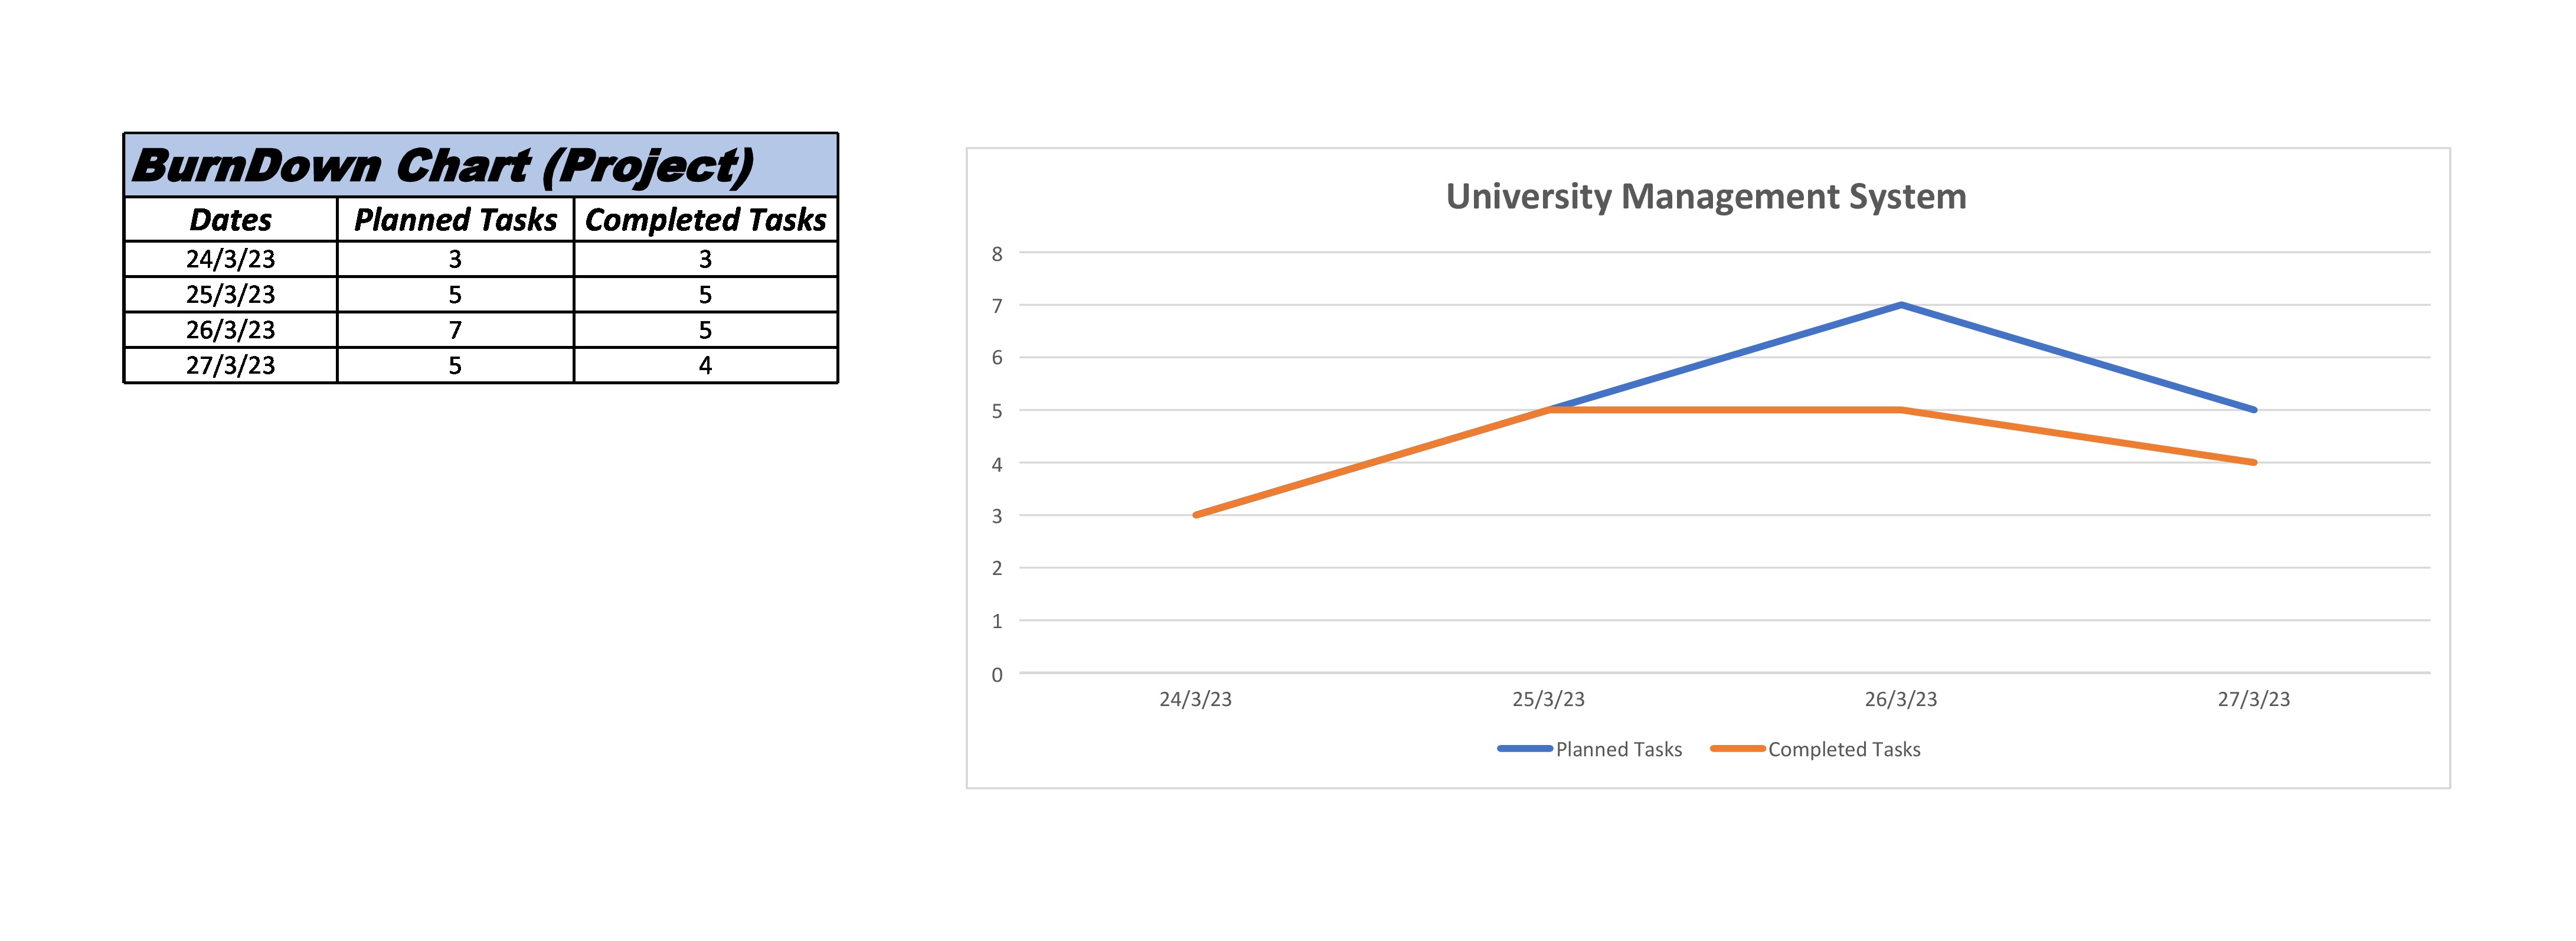 BurnDown Chart (Project)
Dates Planned Tasks Completed Tasks
24/3/23 3 3
25/3/23 5 5
26/3/23 7 5
27/3/23 5 4
University Management System
8
7
6
5
4
3
2
1
0
24/3/23 25/3/23 26/3/23 27/3/23
Planned Tasks Completed Tasks